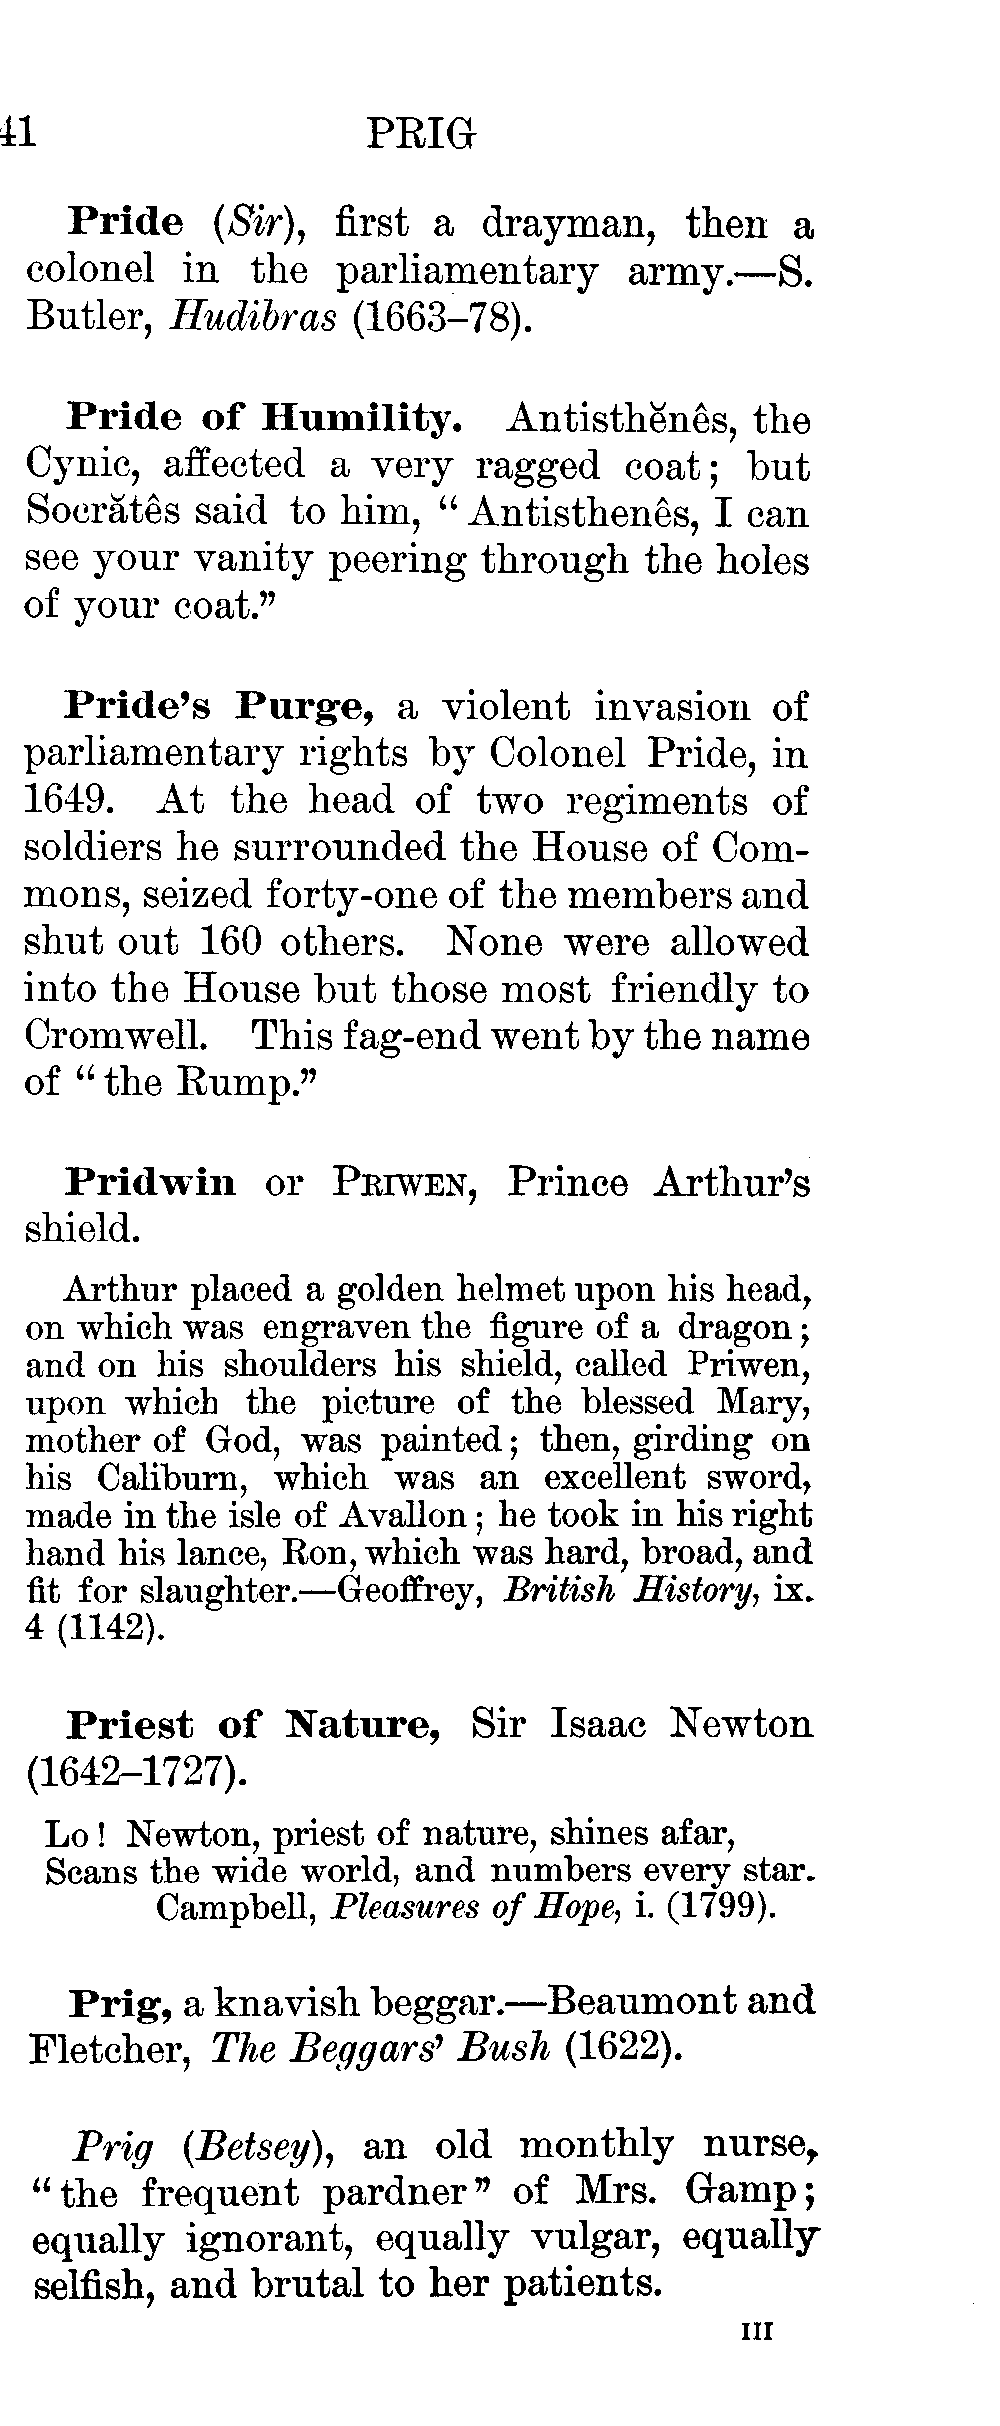 41 PRIG
Pride (Sir), first a drayman, then a
colonel in the parliamentary army.—S.
Butler, Hudibras (1663–78).
Pride of Humility. Antisthĕnês, the
Cynic, affected a very ragged coat; but
Socrătês said to him, “Antisthenês, I can
see your vanity peering through the holes
of your coat.”
Pride’s Purge, a violent invasion of
parliamentary rights by Colonel Pride, in
1649. At the head of two regiments of
soldiers he surrounded the House of Com-
mons, seized forty-one of the members and
shut out 160 others. None were allowed
into the House but those most friendly to
Cromwell. This fag-end went by the name
of “the Rump.”
Pridwin or PRIWEN, Prince Arthur’s
shield.
Arthur placed a golden helmet upon his head,
on which was engraven the figure of a dragon;
and on his shoulders his shield, called Priwen,
upon which the picture of the blessed Mary,
mother of God, was painted; then, girding on
his Caliburn, which was an excellent sword,
made in the isle of Avallon; he took in his right
hand his lance, Ron, which was hard, broad, and
fit for slaughter.—Geoffrey, British History, ix.
4 (1142).
Priest of Nature, Sir Isaac Newton
(1642–1727).
Lo! Newton, priest of nature, shines afar,
Scans the wide world, and numbers every star.
Campbell, Pleasures of Hope, i. (1799).
Prig, a knavish beggar.—Beaumont and
Fletcher, The Beggars’ Bush (1622).
Prig (Betsey), an old monthly nurse,
“the frequent pardner” of Mrs. Gamp;
equally ignorant, equally vulgar, equally
selfish, and brutal to her patients.
III